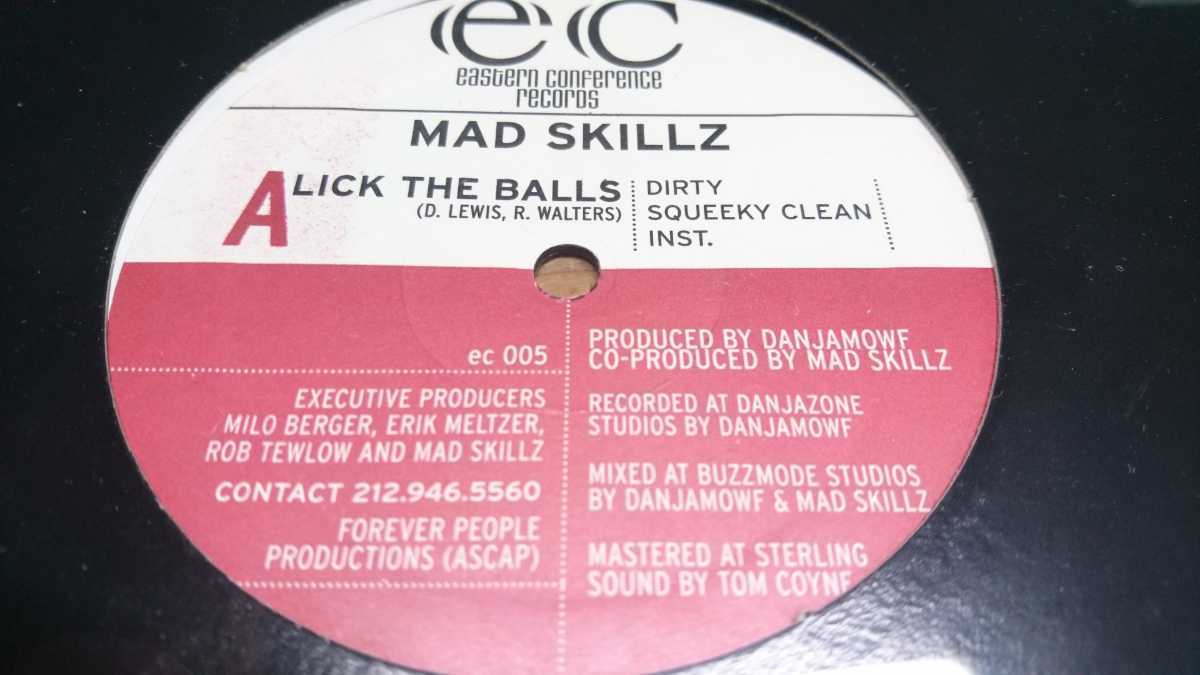 ec
eastern conference
records
MAD SKILLZ
A
LICK THE BALLS
(D. LEWIS, R. WALTERS)
DIRTY
SQUEEKY CLEAN
INST.
ec 005
EXECUTIVE PRODUCERS
MILO BERGER, ERIK MELTZER,
ROB TEWLOW AND MAD SKILLZ
CONTACT 212.946.5560
FOREVER PEOPLE
PRODUCTIONS (ASCAP)
PRODUCED BY DANJAMOWF
CO-PRODUCED BY MAD SKILLZ
RECORDED AT DANJAZONE
STUDIOS BY DANJAMOWF
MIXED AT BUZZMODE STUDIOS
BY DANJAMOWF & MAD SKILLZ
MASTERED AT STERLING
SOUND BY TOM COYNE